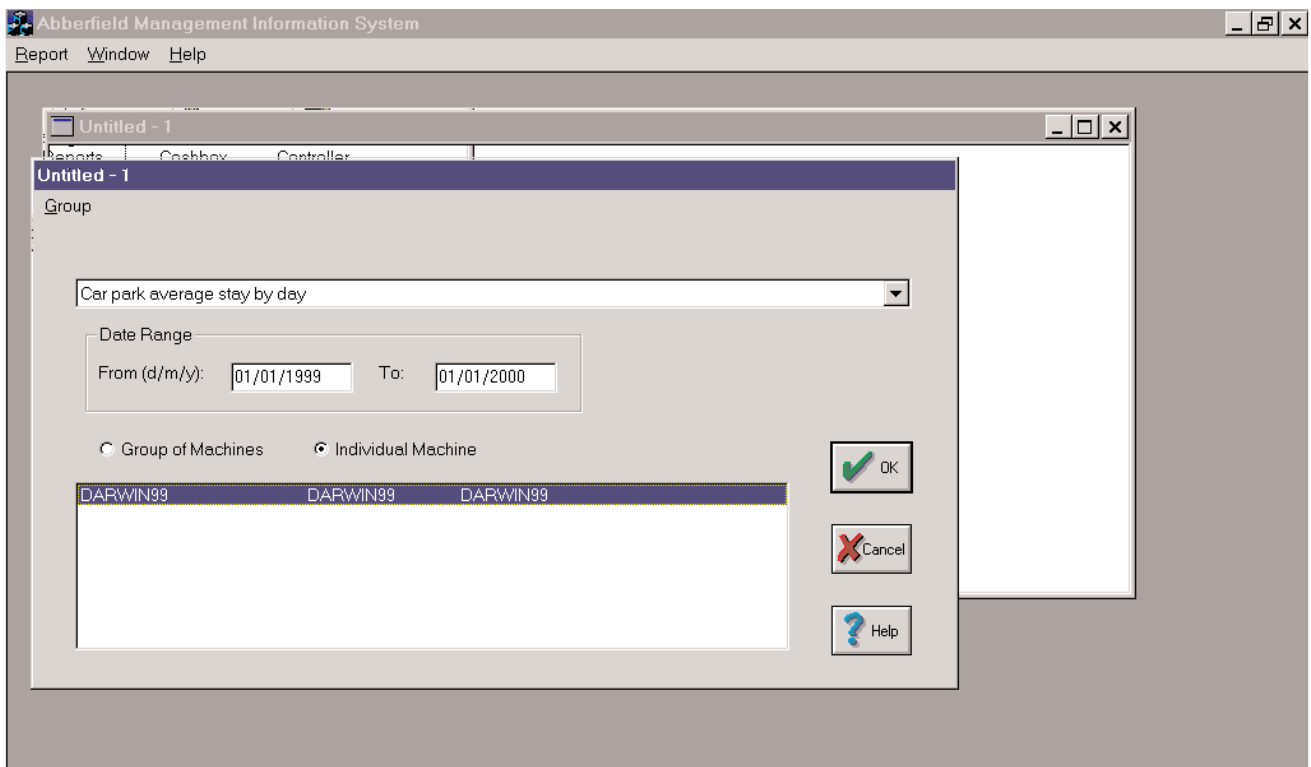 Abberfield Management Information System
Report Window Help
Untitled - 1
Reports Cashbox Controller
Untitled - 1
Group
Car park average stay by day
Date Range
From (d/m/y): 01/01/1999 To: 01/01/2000
Group of Machines Individual Machine
OK
DARWIN99 DARWIN99 DARWIN99
Cancel
Help